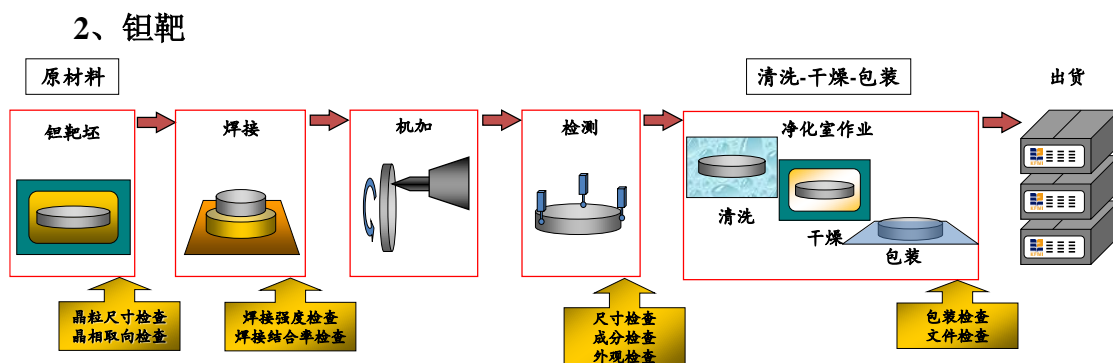 2、钽靶
原材料
清洗-干燥-包装
出货
钽靶坯
焊接
机加
检测
净化室作业
清洗
干燥
包装
晶粒尺寸检查
晶相取向检查
焊接强度检查
焊接结合率检查
尺寸检查
成分检查
外观检查
包装检查
文件检查